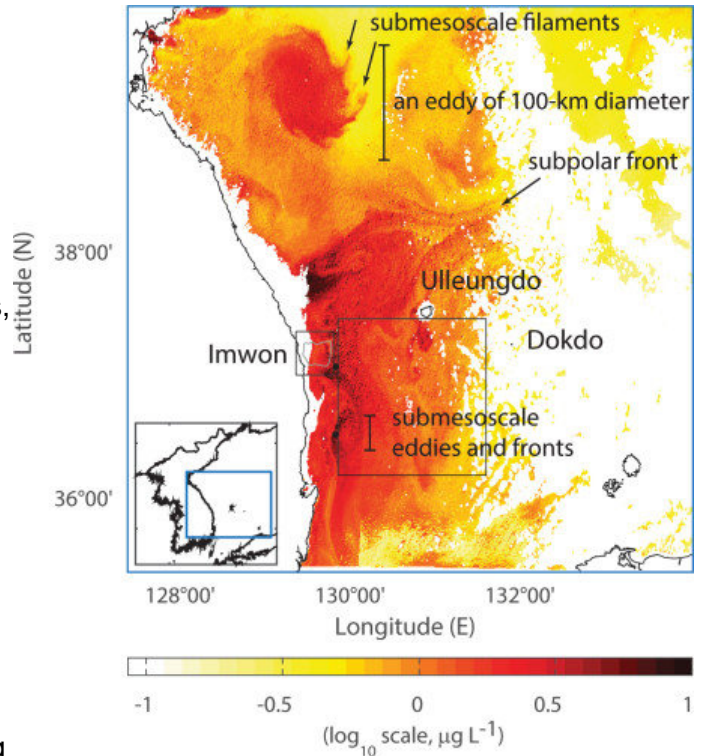 submesoscale filaments
an eddy of 100-km diameter
subpolar front
38°00'
Ulleungdo
s,
Latitude (N)
Dokdo
Imwon
submesoscale
eddies and fronts
36°00'
128°00' 130°00' 132°00'
Longitude (E)
-1 -0.5 0 0.5 1
(log10 scale, µg L-1)
g